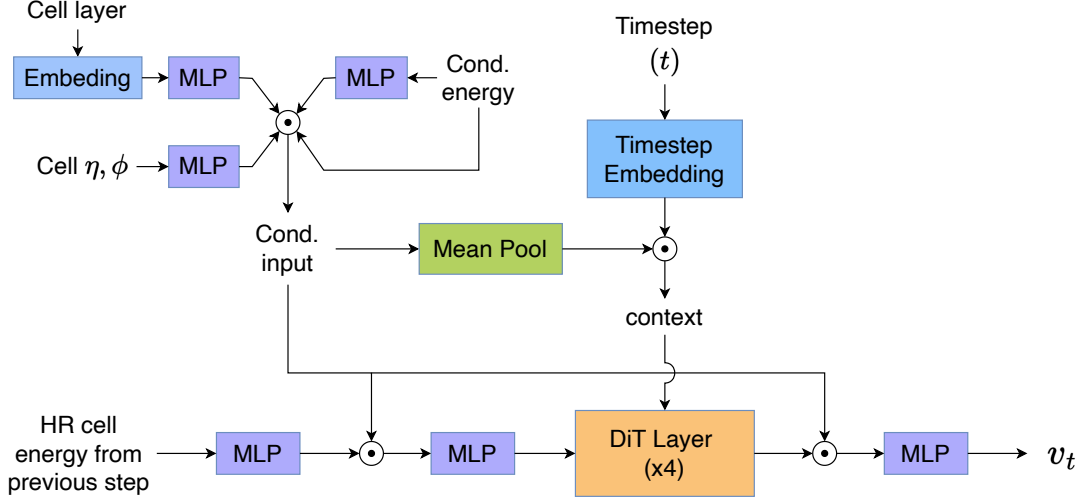 Cell layer
Embeding
MLP
MLP
Cond.
energy
Cell η, ϕ
MLP
Timestep
(t)
Timestep
Embedding
Cond.
input
Mean Pool
context
HR cell
energy from
previous step
MLP
MLP
DiT Layer
(x4)
MLP
vₜ